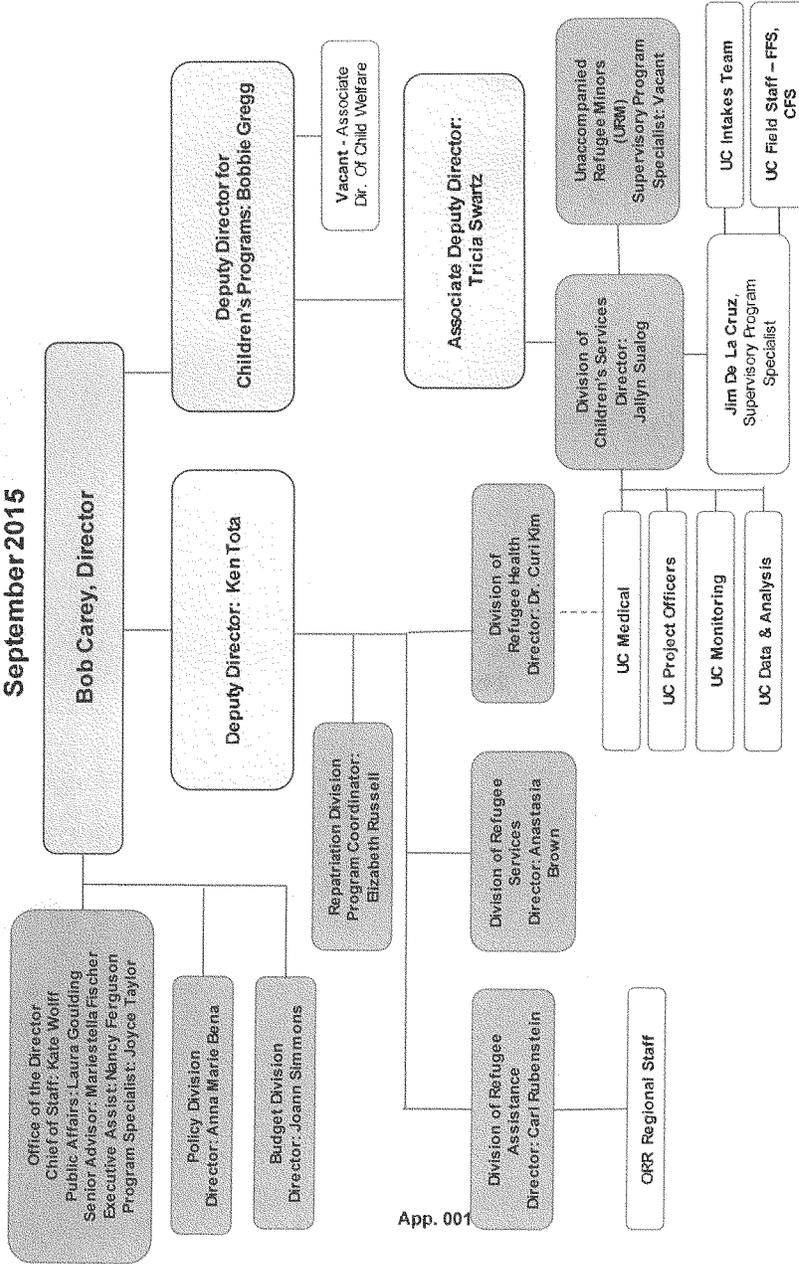 September 2015
Bob Carey, Director
Office of the Director
Chief of Staff: Kate Wolff
Public Affairs: Laura Goulding
Senior Advisor: Mariestella Fischer
Executive Assist: Nancy Ferguson
Program Specialist: Joyce Taylor
Policy Division
Director: Anna Marie Bena
Budget Division
Director: Joann Simmons
Deputy Director: Ken Tota
Repatriation Division
Program Coordinator:
Elizabeth Russell
Division of Refugee
Assistance
Director: Carl Rubenstein
ORR Regional Staff
Division of Refugee
Services
Director: Anastasia
Brown
Division of
Refugee Health
Director: Dr. Curi Kim
Deputy Director for
Children's Programs: Bobbie Gregg
Vacant - Associate
Dir. Of Child Welfare
Associate Deputy Director:
Tricia Swartz
Division of
Children's Services
Director:
Jallyn Sualog
Unaccompanied
Refugee Minors
(URM)
Supervisory Program
Specialist: Vacant
UC Medical
UC Project Officers
UC Monitoring
UC Data & Analysis
Jim De La Cruz,
Supervisory Program
Specialist
UC Intakes Team
UC Field Staff – FFS,
CFS
App. 001